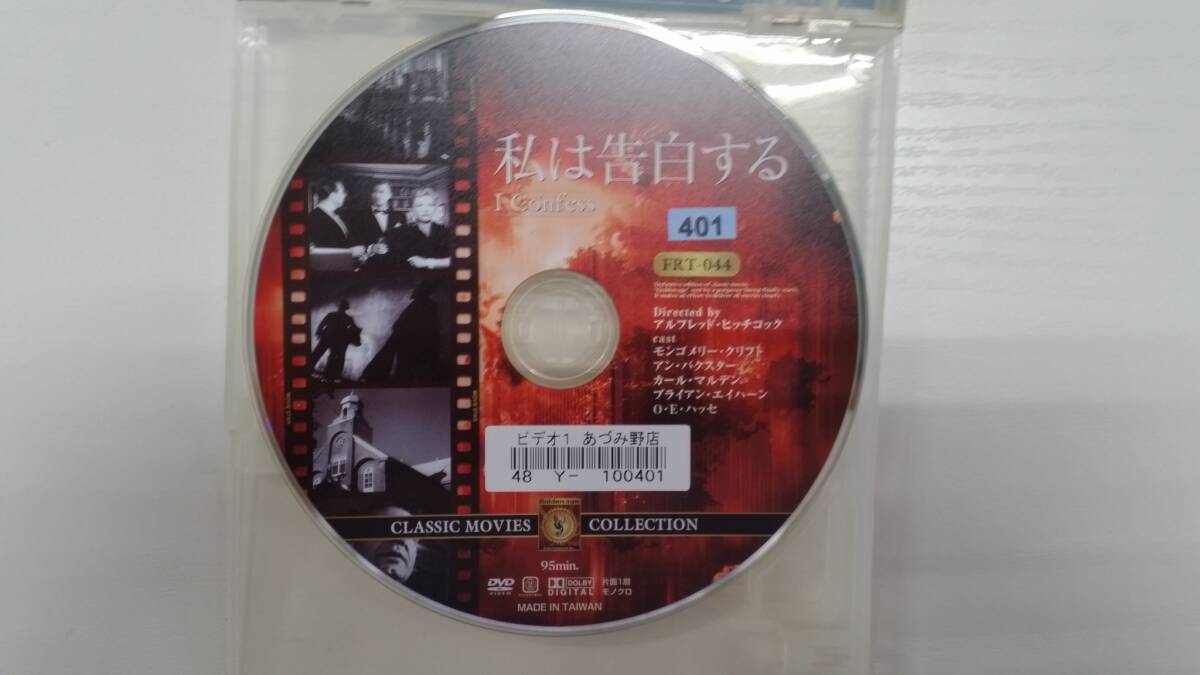 私は告白する
I Confess
401
FRT-044
Directed by
アルフレッド・ヒッチコック
cast
モンゴメリー・クリフト
アン・バクスター
カール・マルデン
ブライアン・エイハーン
O・E・ハッセ
ビデオ1 あづみ野店
48 Y- 100401
CLASSIC MOVIES COLLECTION
95min.
DVD VIDEO
DOLBY DIGITAL
片面1層
モノクロ
MADE IN TAIWAN